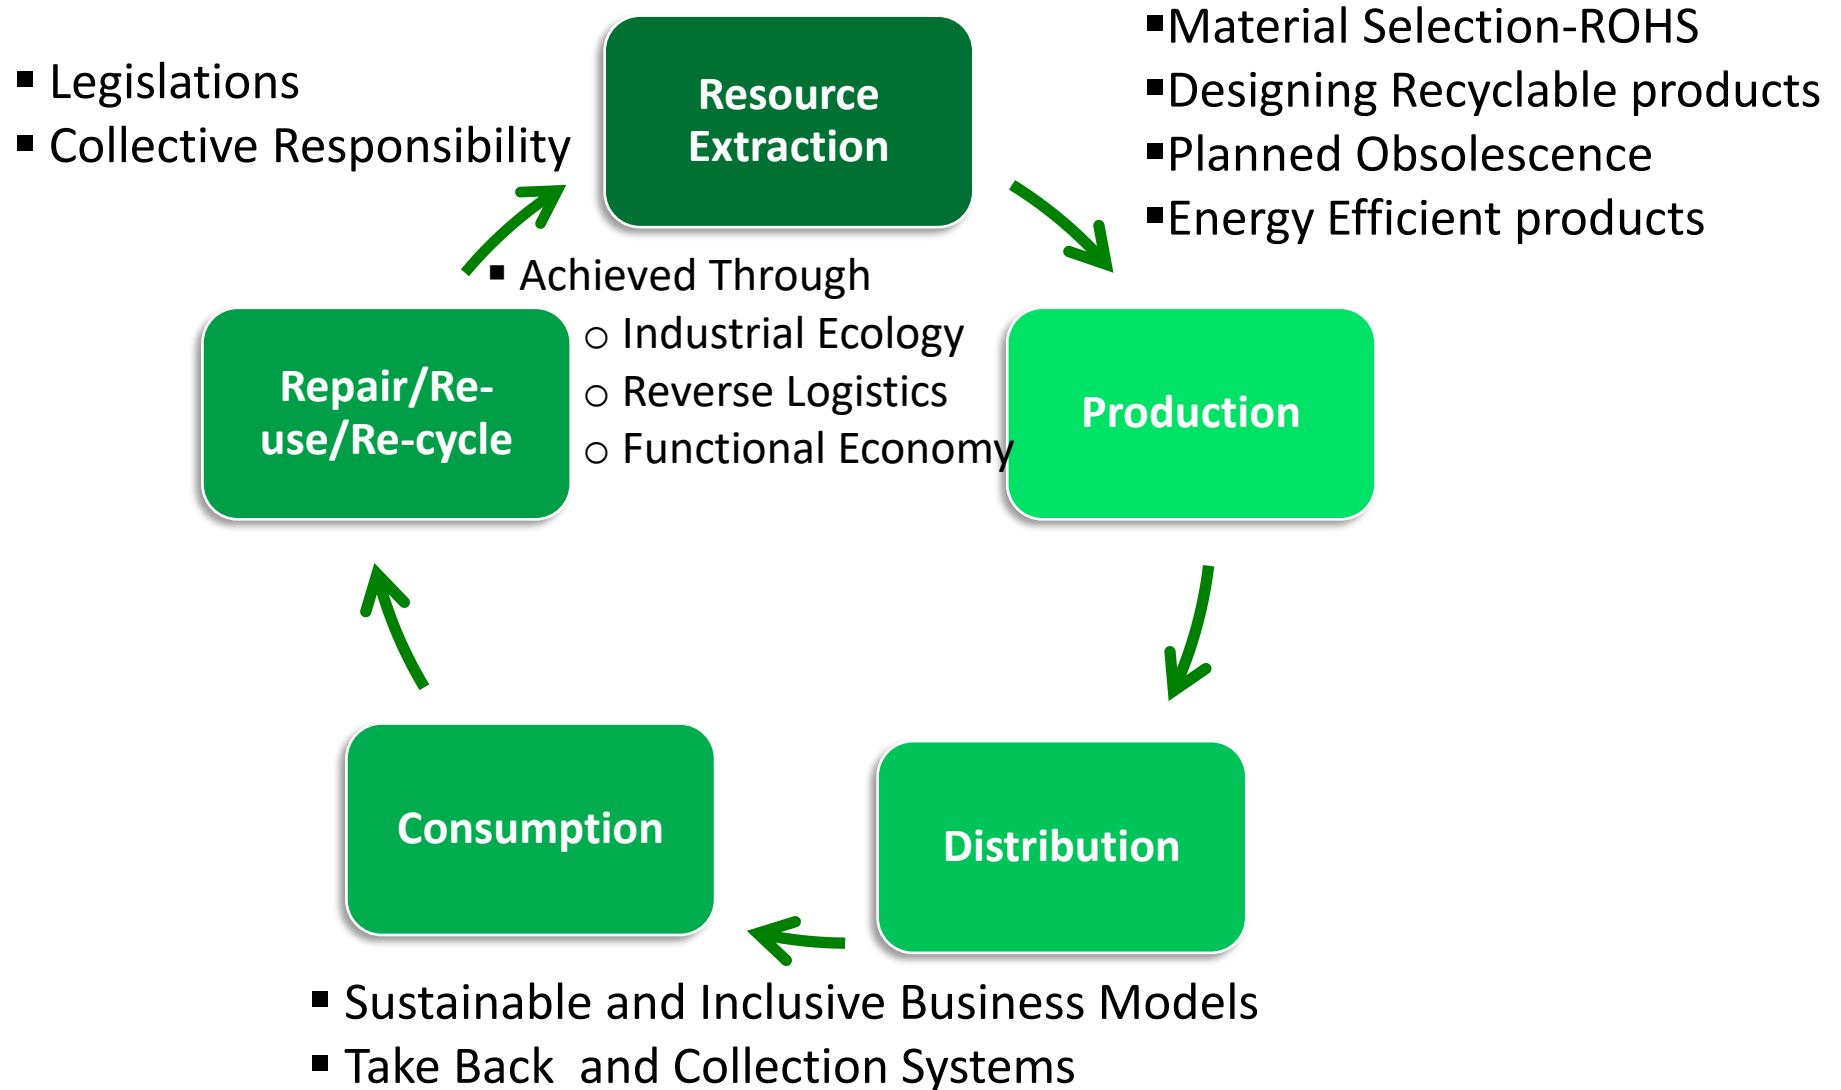 ▪ Legislations
▪ Collective Responsibility
Resource
Extraction
▪Material Selection-ROHS
▪Designing Recyclable products
▪Planned Obsolescence
▪Energy Efficient products
▪ Achieved Through
o Industrial Ecology
o Reverse Logistics
o Functional Economy
Repair/Re-
use/Re-cycle
Production
Consumption
Distribution
▪ Sustainable and Inclusive Business Models
▪ Take Back  and Collection Systems